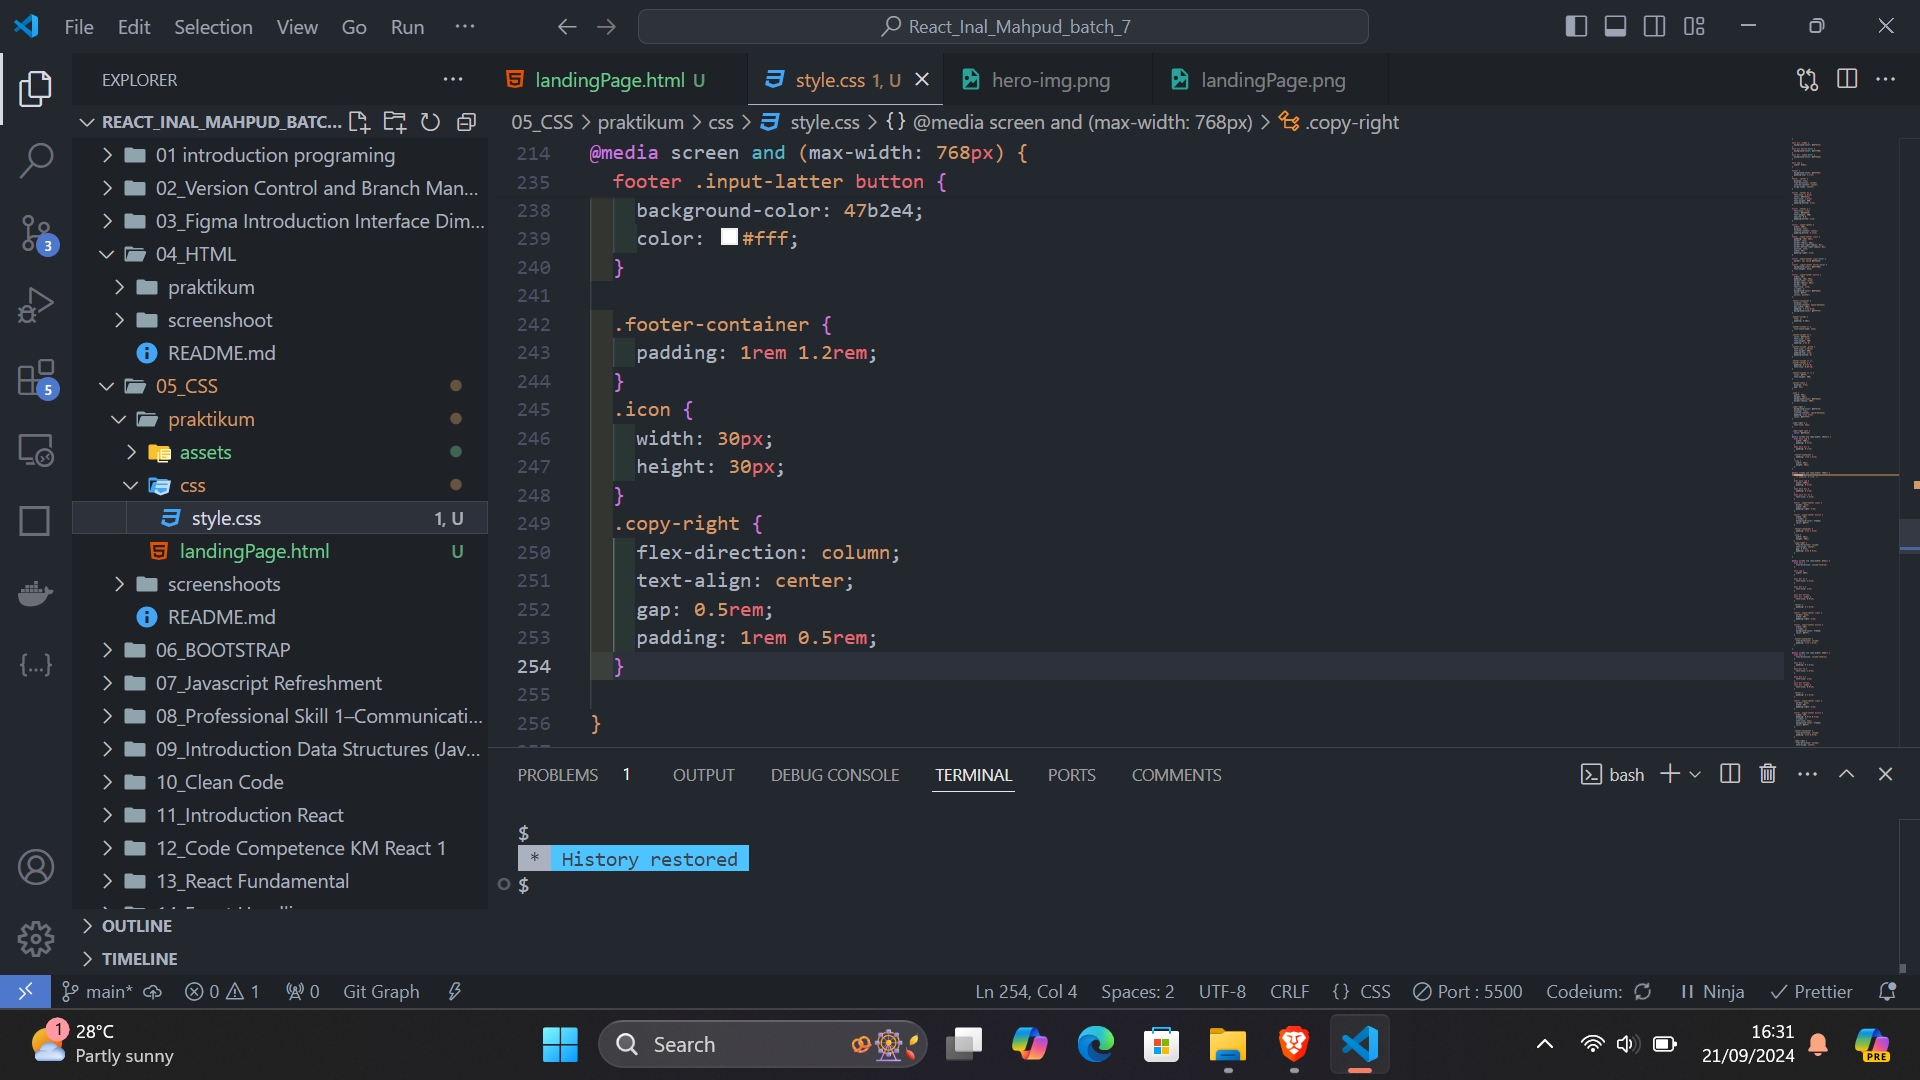 File Edit Selection View Go Run ···
React_Inal_Mahpud_batch_7
EXPLORER
landingPage.html U
style.css 1, U
hero-img.png
landingPage.png
REACT_INAL_MAHPUD_BATC...
05_CSS > praktikum > css > style.css > {} @media screen and (max-width: 768px) > .copy-right
01 introduction programing
02_Version Control and Branch Man...
03_Figma Introduction Interface Dim...
04_HTML
praktikum
screenshoot
README.md
05_CSS
praktikum
assets
css
style.css 1, U
landingPage.html U
screenshoots
README.md
06_BOOTSTRAP
07_Javascript Refreshment
08_Professional Skill 1–Communicati...
09_Introduction Data Structures (Jav...
10_Clean Code
11_Introduction React
12_Code Competence KM React 1
13_React Fundamental
OUTLINE
TIMELINE
3
5
{...}
214 @media screen and (max-width: 768px) {
235 footer .input-latter button {
238 background-color: 47b2e4;
239 color: #fff;
240 }
241
242 .footer-container {
243 padding: 1rem 1.2rem;
244 }
245 .icon {
246 width: 30px;
247 height: 30px;
248 }
249 .copy-right {
250 flex-direction: column;
251 text-align: center;
252 gap: 0.5rem;
253 padding: 1rem 0.5rem;
254 }
255
256 }
PROBLEMS 1 OUTPUT DEBUG CONSOLE TERMINAL PORTS COMMENTS
bash
$
* History restored
$
main* 0 1 0 Git Graph
Ln 254, Col 4 Spaces: 2 UTF-8 CRLF {} CSS Port : 5500 Codeium: Ninja Prettier
1
28°C
Partly sunny
Search
16:31
21/09/2024
PRE